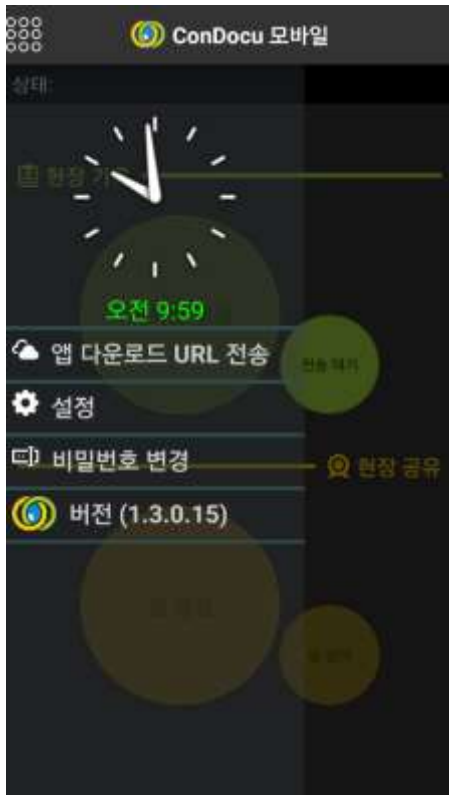 ConDocu 모바일
상태:
현장 기록
오전 9:59
앱 다운로드 URL 전송
전송 대기
설정
비밀번호 변경
현장 공유
버전 (1.3.0.15)